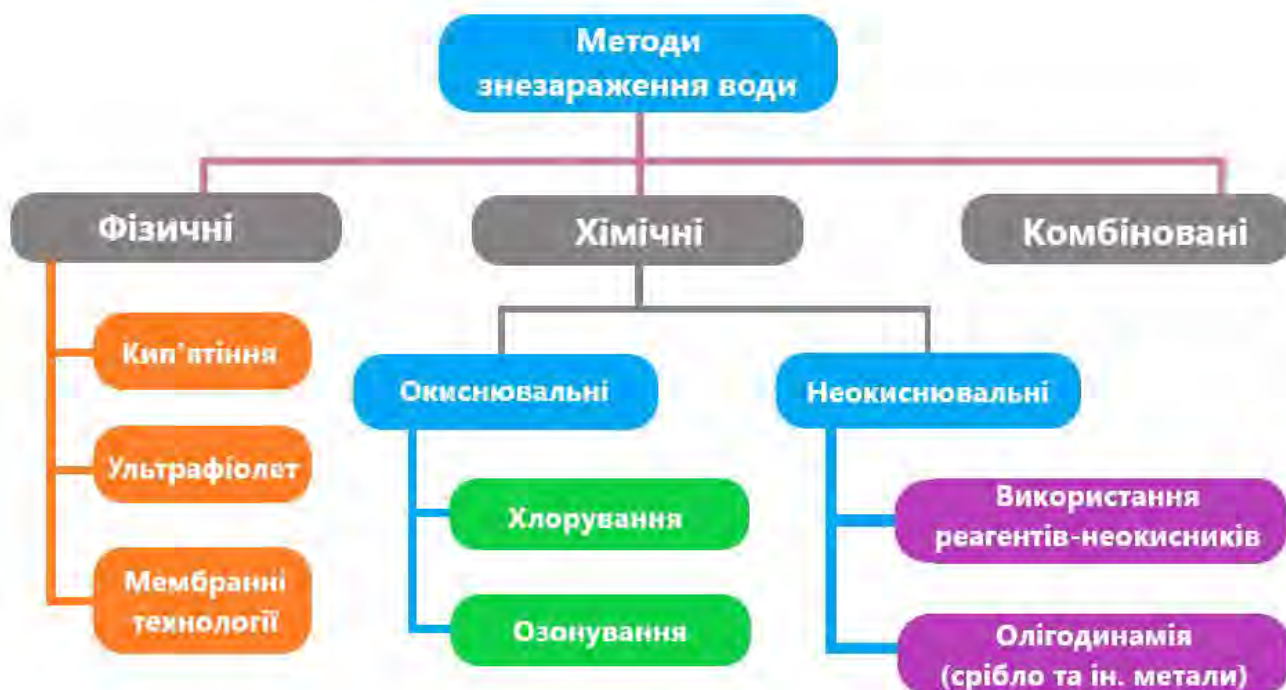 Методи
знезараження води
Фізичні
Хімічні
Комбіновані
Кип'ятіння
Ультрафіолет
Мембранні
технології
Окиснювальні
Хлорування
Озонування
Неокиснювальні
Використання
реагентів-неокисників
Олігодинамія
(срібло та ін. метали)